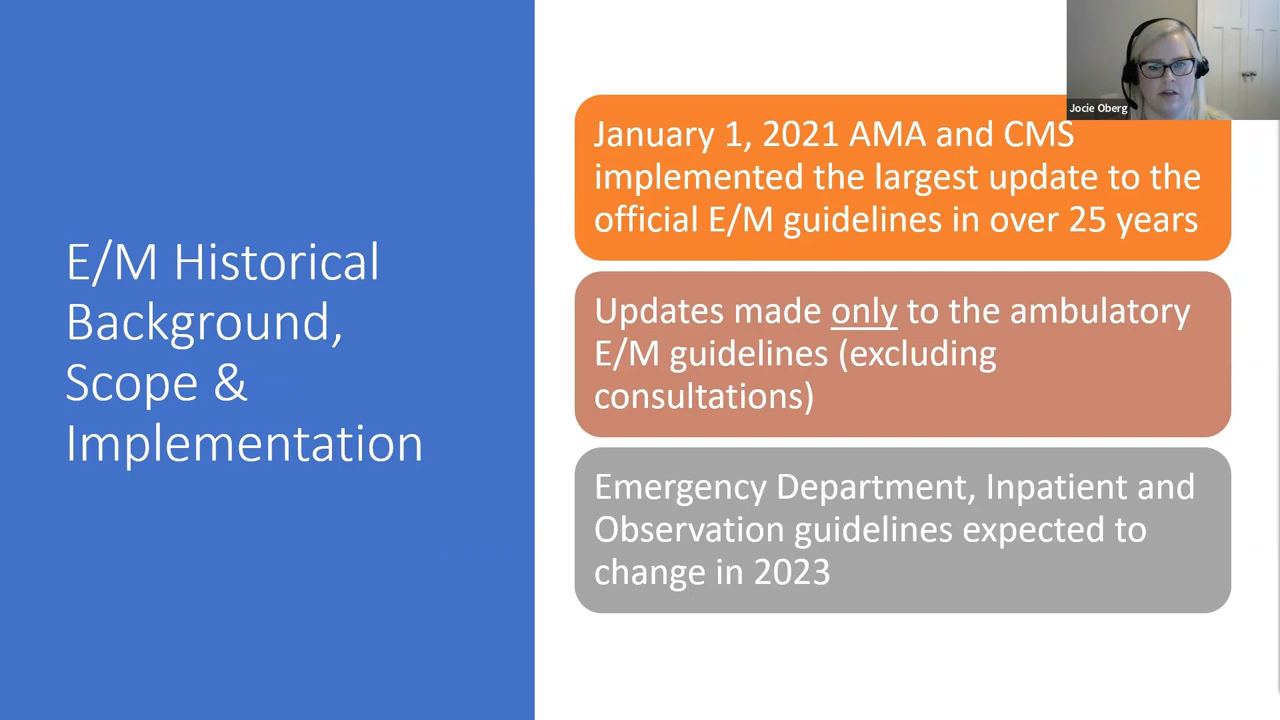 E/M Historical
Background,
Scope &
Implementation
January 1, 2021 AMA and CMS
implemented the largest update to the
official E/M guidelines in over 25 years
Updates made only to the ambulatory
E/M guidelines (excluding
consultations)
Emergency Department, Inpatient and
Observation guidelines expected to
change in 2023
Jocie Oberg